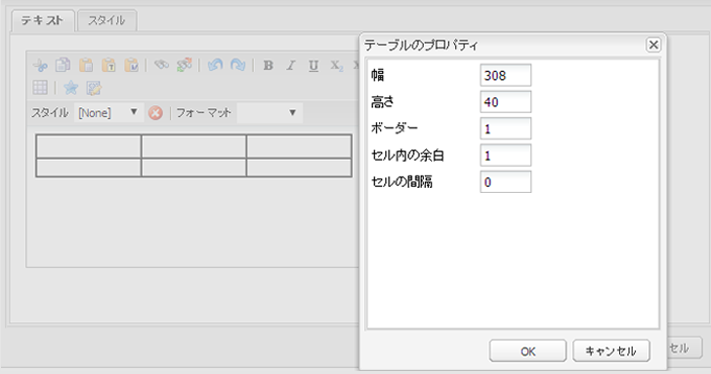 テキスト スタイル
テーブルのプロパティ
幅 308
高さ 40
ボーダー 1
セル内の余白 1
セルの間隔 0
B I U X₂
スタイル [None] フォーマット
OK キャンセル
セル